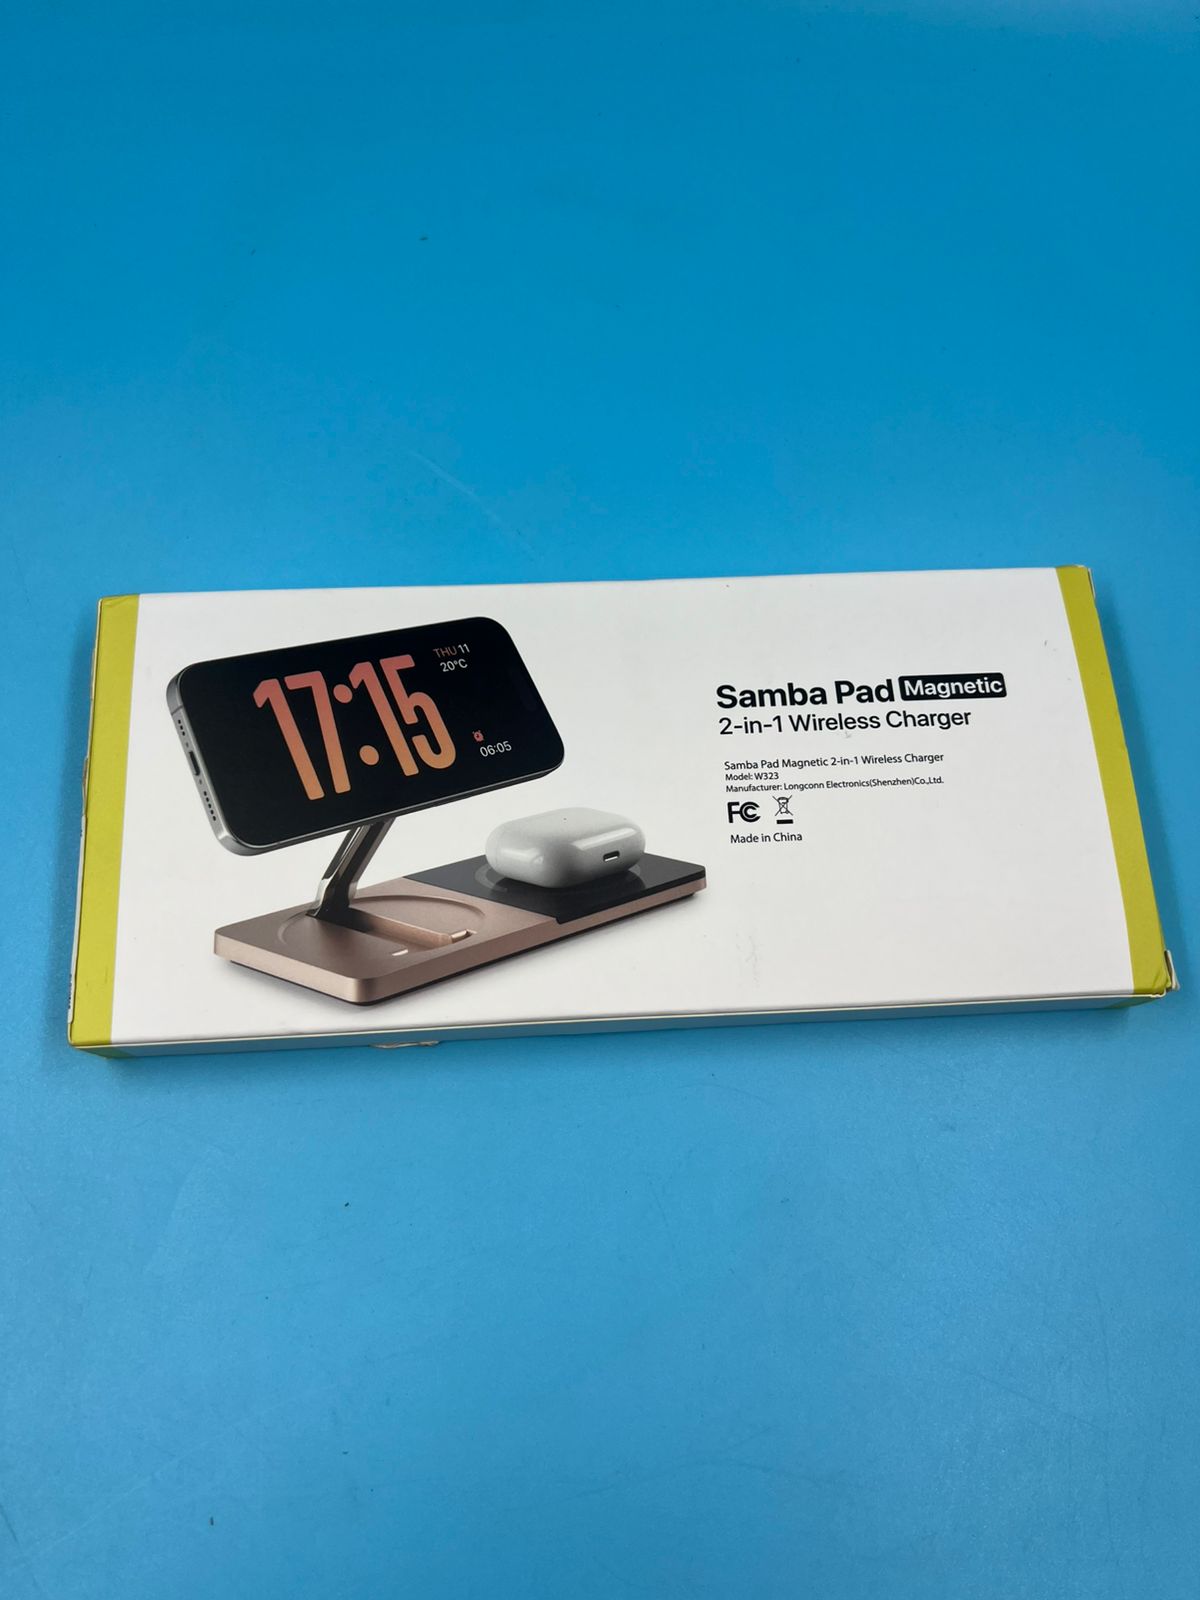 17:15
THU 11
20°C
06:05
Samba Pad Magnetic
2-in-1 Wireless Charger
Samba Pad Magnetic 2-in-1 Wireless Charger
Model: W323
Manufacturer: Longconn Electronics(Shenzhen)Co.,Ltd.
FC
Made in China